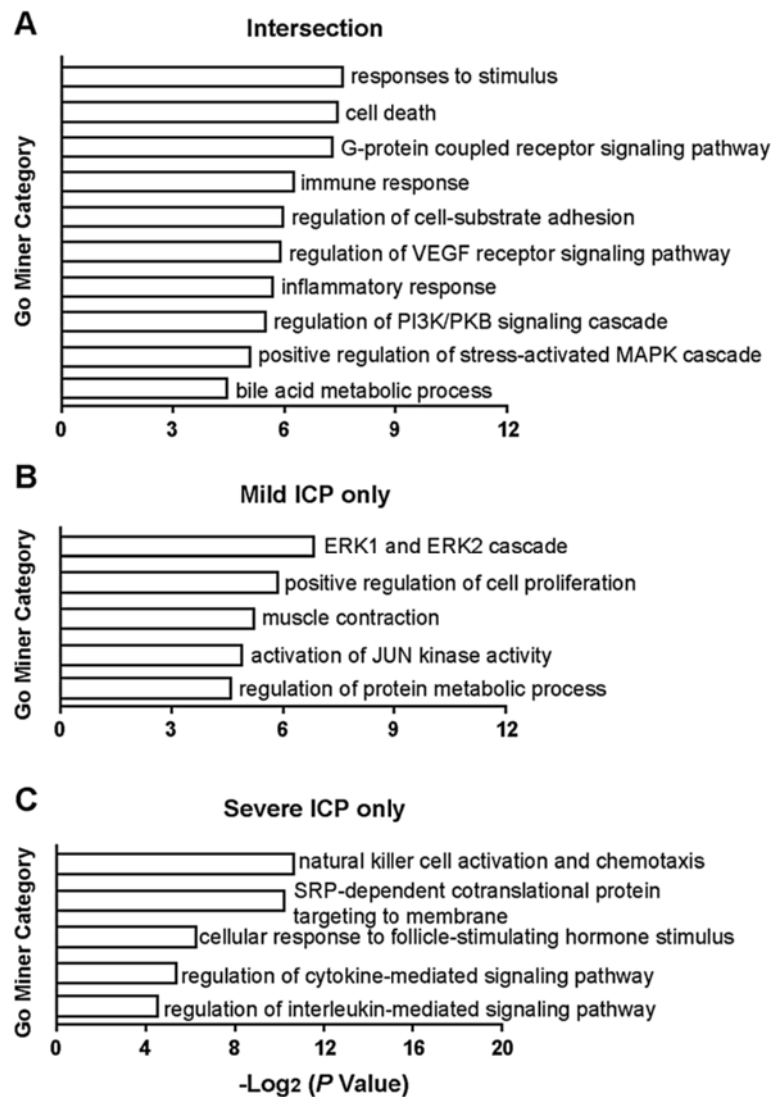 A
Intersection
Go Miner Category
responses to stimulus
cell death
G-protein coupled receptor signaling pathway
immune response
regulation of cell-substrate adhesion
regulation of VEGF receptor signaling pathway
inflammatory response
regulation of PI3K/PKB signaling cascade
positive regulation of stress-activated MAPK cascade
bile acid metabolic process
0 3 6 9 12
B
Mild ICP only
Go Miner Category
ERK1 and ERK2 cascade
positive regulation of cell proliferation
muscle contraction
activation of JUN kinase activity
regulation of protein metabolic process
0 3 6 9 12
C
Severe ICP only
Go Miner Category
natural killer cell activation and chemotaxis
SRP-dependent cotranslational protein
targeting to membrane
cellular response to follicle-stimulating hormone stimulus
regulation of cytokine-mediated signaling pathway
regulation of interleukin-mediated signaling pathway
0 4 8 12 16 20
-Log2 (P Value)